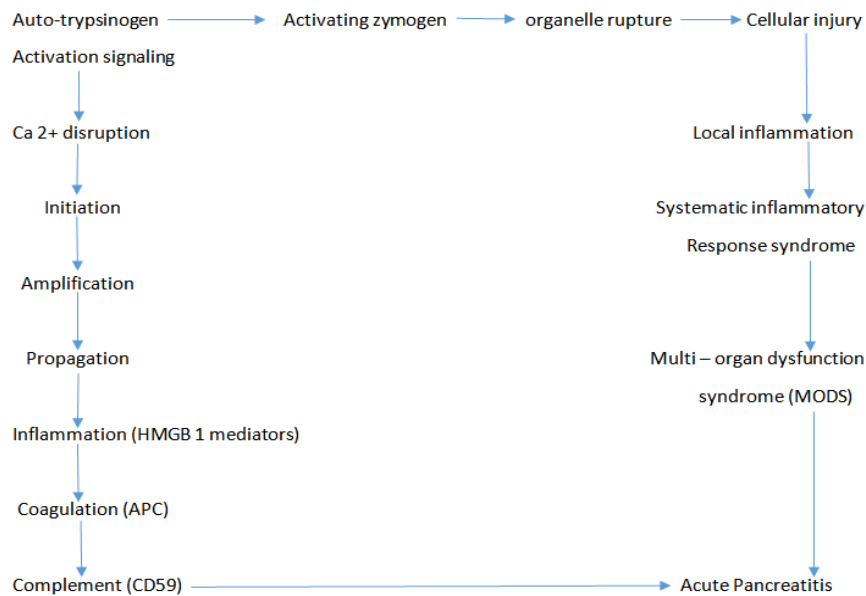 Auto-trypsinogen Activating zymogen organelle rupture Cellular injury
Activation signaling
Ca 2+ disruption Local inflammation
Initiation Systematic inflammatory
Response syndrome
Amplification
Propagation Multi – organ dysfunction
syndrome (MODS)
Inflammation (HMGB 1 mediators)
Coagulation (APC)
Complement (CD59) Acute Pancreatitis